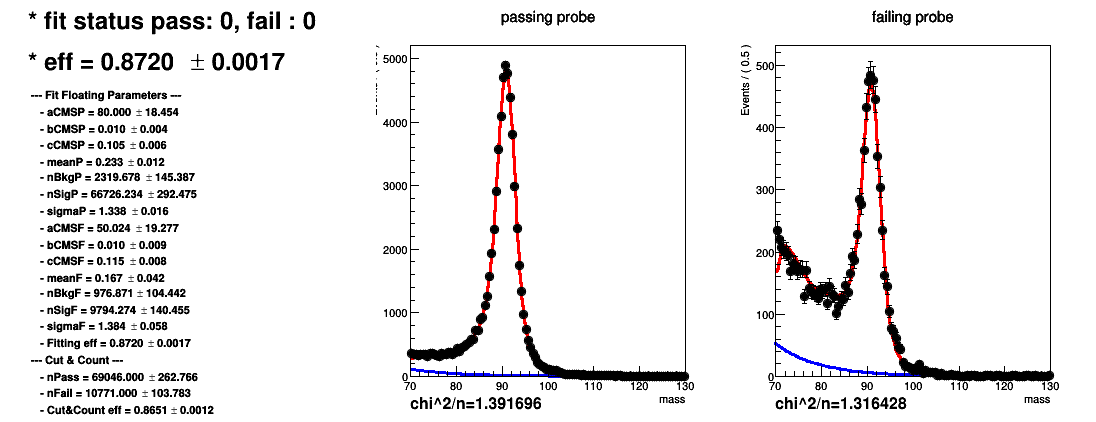 * fit status pass: 0, fail : 0
* eff = 0.8720 ± 0.0017
--- Fit Floating Parameters ---
- aCMSP = 80.000 ± 18.454
- bCMSP = 0.010 ± 0.004
- cCMSP = 0.105 ± 0.006
- meanP = 0.233 ± 0.012
- nBkgP = 2319.678 ± 145.387
- nSigP = 66726.234 ± 292.475
- sigmaP = 1.338 ± 0.016
- aCMSF = 50.024 ± 19.277
- bCMSF = 0.010 ± 0.009
- cCMSF = 0.115 ± 0.008
- meanF = 0.167 ± 0.042
- nBkgF = 976.871 ± 104.442
- nSigF = 9794.274 ± 140.455
- sigmaF = 1.384 ± 0.058
- Fitting eff = 0.8720 ± 0.0017
--- Cut & Count ---
- nPass = 69046.000 ± 262.766
- nFail = 10771.000 ± 103.783
- Cut&Count eff = 0.8651 ± 0.0012
passing probe
5000
4000
3000
2000
1000
0
70 80 90 100 110 120 130
mass
chi^2/n=1.391696
failing probe
Events / ( 0.5 )
500
400
300
200
100
0
70 80 90 100 110 120 130
mass
chi^2/n=1.316428